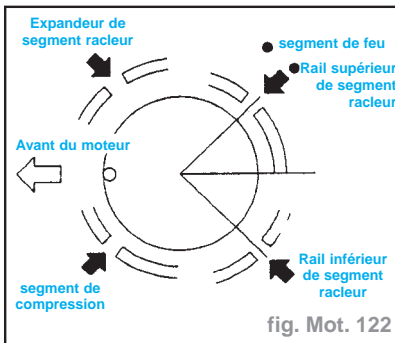 Expandeur de
segment racleur
segment de feu
Rail supérieur
de segment
racleur
Avant du moteur
segment de
compression
Rail inférieur
de segment
racleur
fig. Mot. 122